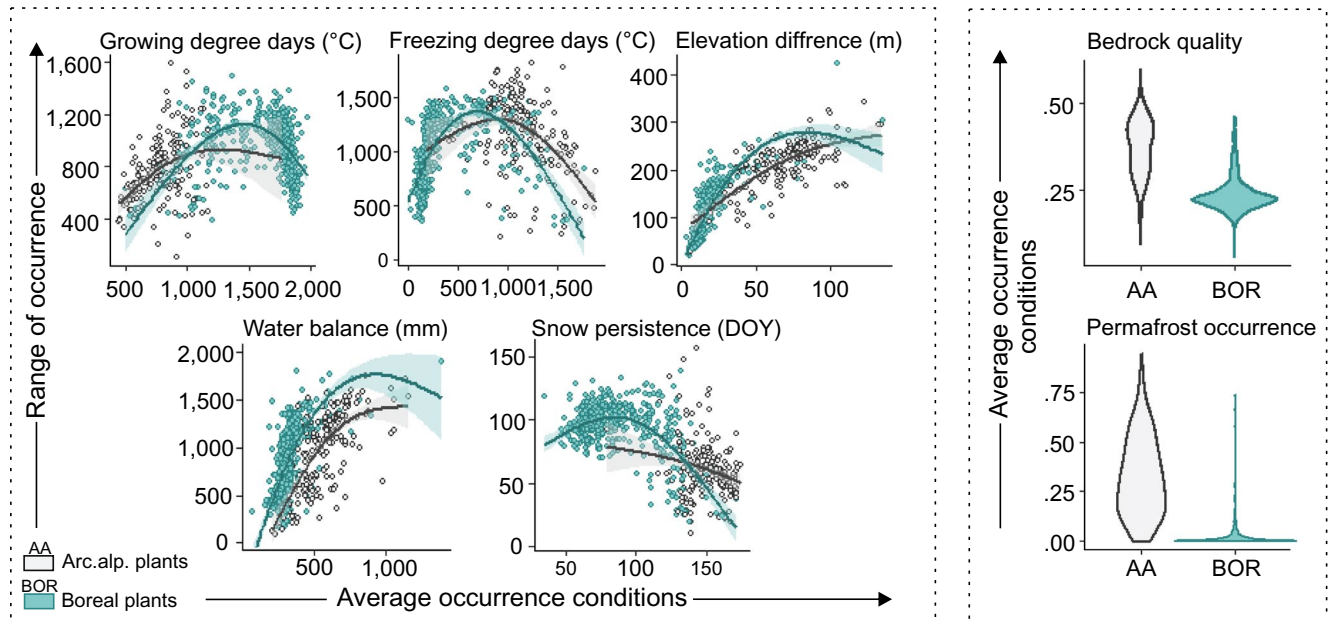 Growing degree days (°C)
Freezing degree days (°C)
Elevation diffrence (m)
Bedrock quality
Range of occurrence
1,600
1,200
800
400
500
1,000
1,500
2,000
1,500
1,000
500
0
0
500
1,000
1,500
400
300
200
100
0
0
50
100
Water balance (mm)
Snow persistence (DOY)
2,000
1,500
1,000
500
0
500
1,000
150
100
50
0
50
100
150
AA
Arc.alp. plants
BOR
Boreal plants
Average occurrence conditions
Average occurrence
conditions
.50
.25
AA
BOR
Permafrost occurrence
.75
.50
.25
.00
AA
BOR